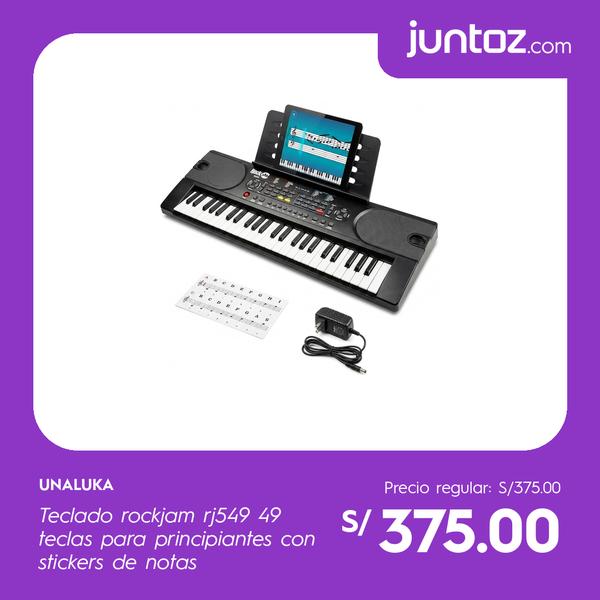 juntoz.com
UNALUKA
Teclado rockjam rj549 49
teclas para principiantes con
stickers de notas
Precio regular: S/375.00
S/ 375.00